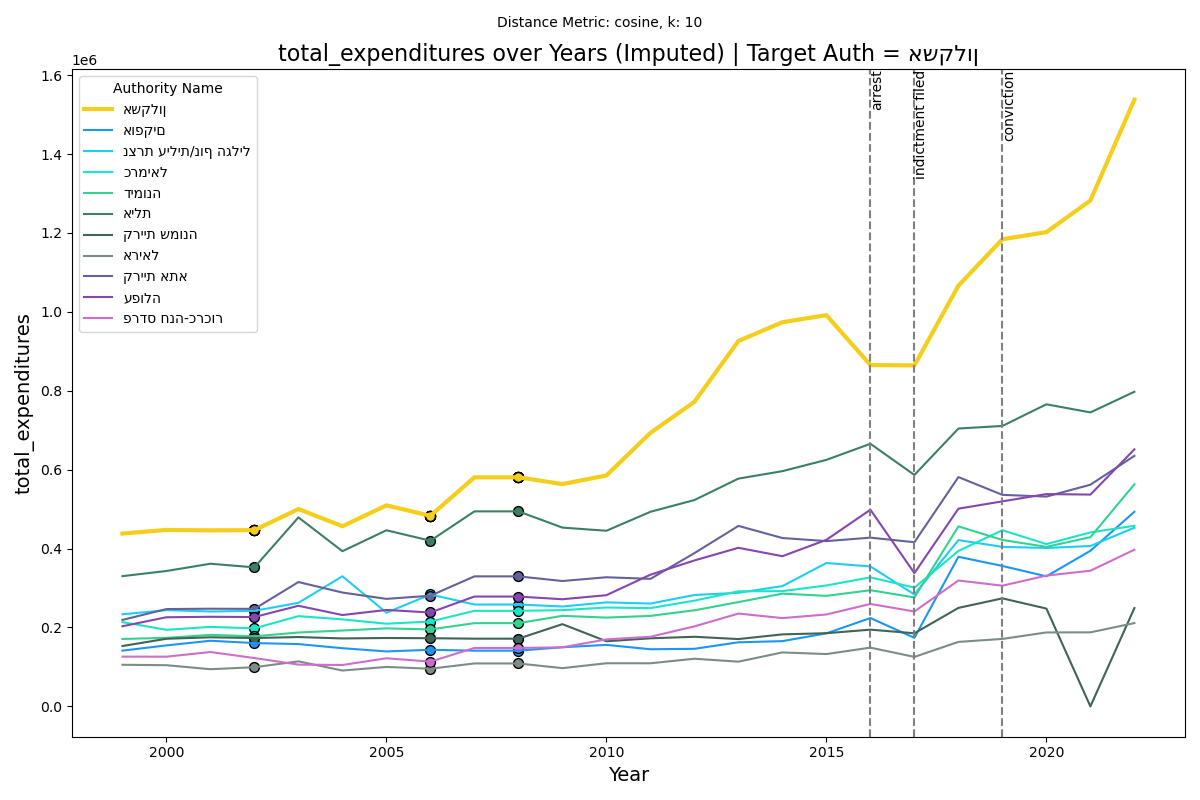 Distance Metric: cosine, k: 10
total_expenditures over Years (Imputed) | Target Auth = אשקלון
1e6
1.6
1.4
1.2
1.0
0.8
0.6
0.4
0.2
0.0
total_expenditures
Authority Name
אשקלון
אופקים
נצרת עילית/נוף הגליל
כרמיאל
דימונה
אילת
קריית שמונה
אריאל
קריית אתא
עפולה
פרדס חנה-כרכור
arrest
indictment filed
conviction
2000
2005
2010
2015
2020
Year